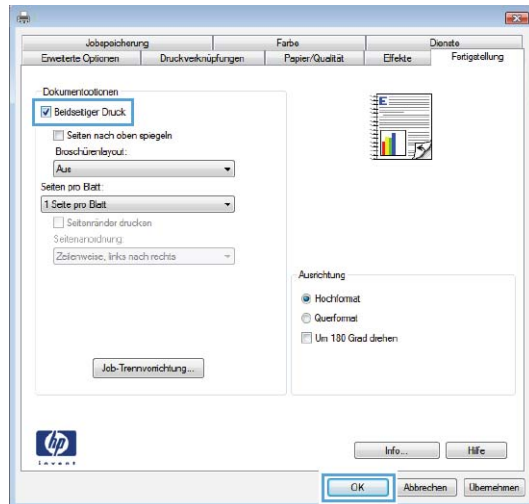 Jobspeicherung Farbe Dienste
Erweiterte Optionen Druckverknüpfungen Papier/Qualität Effekte Fertigstellung
Dokumentoptionen
Beidseitiger Druck
Seiten nach oben spiegeln
Broschürenlayout:
Aus
Seiten pro Blatt:
1 Seite pro Blatt
Seitenränder drucken
Seitenanordnung:
Zeilenweise, links nach rechts
Ausrichtung
Hochformat
Querformat
Um 180 Grad drehen
Job-Trennvorrichtung...
E
hp
invent
Info... Hilfe
OK Abbrechen Übernehmen